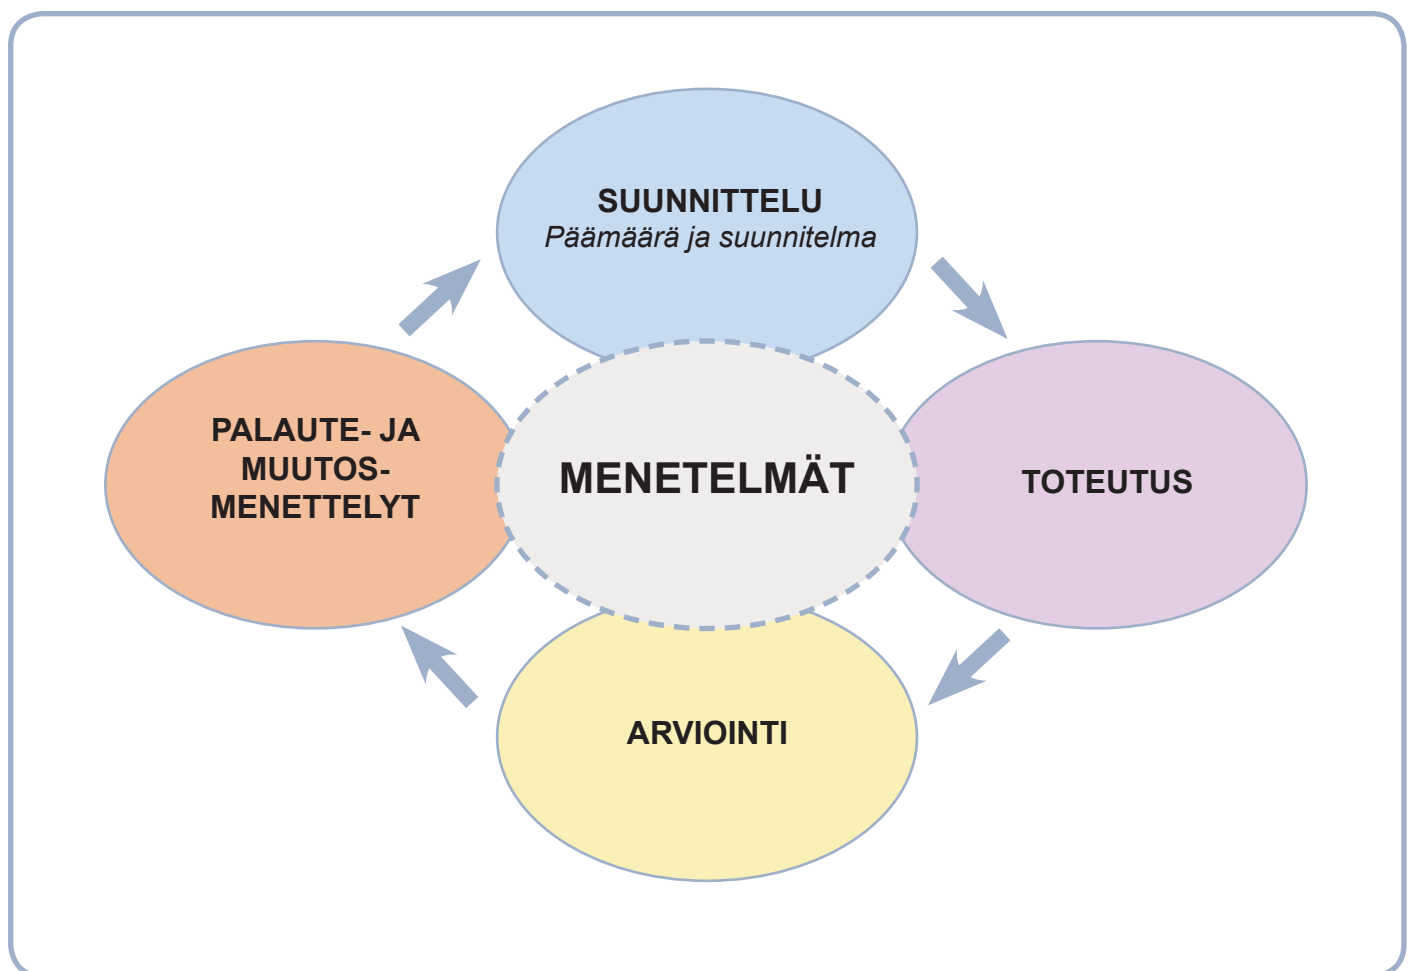 SUUNNITTELU
Päämäärä ja suunnitelma
PALAUTE- JA
MUUTOS-
MENETTELYT
MENETELMÄT
TOTEUTUS
ARVIOINTI